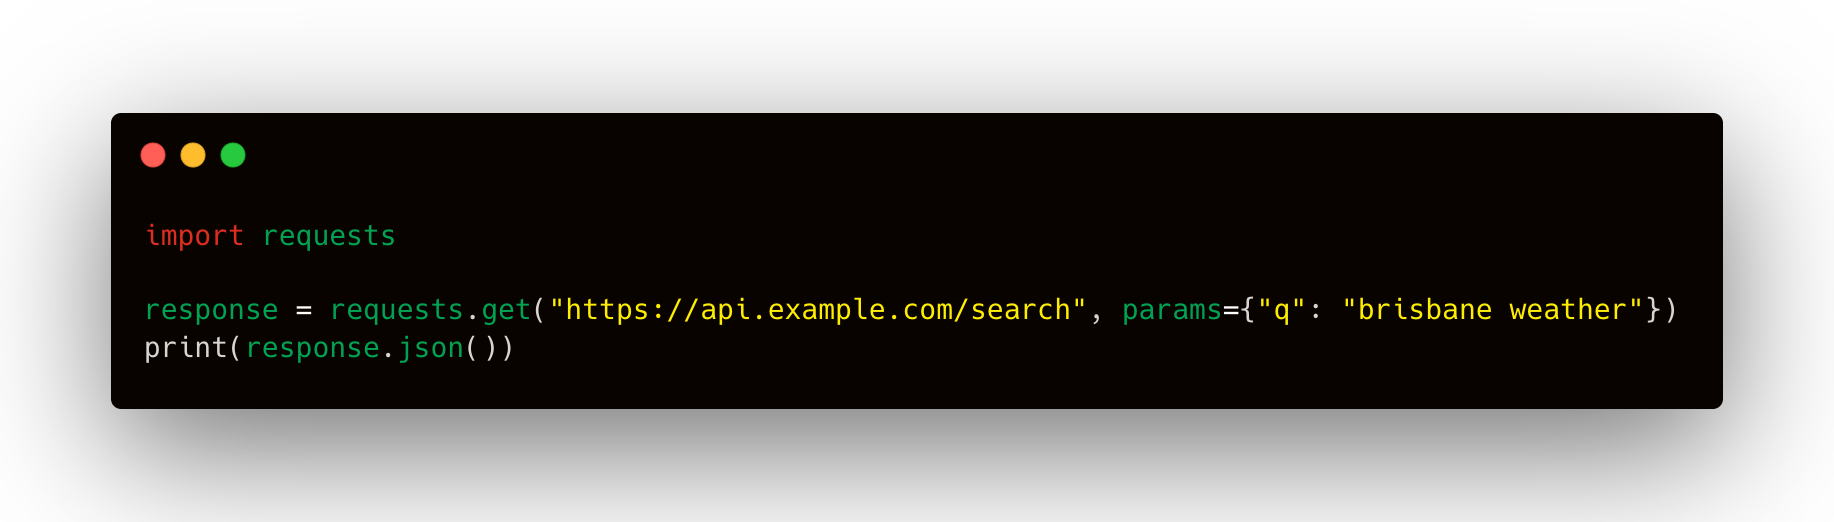 import requests

response = requests.get("https://api.example.com/search", params={"q": "brisbane weather"})
print(response.json())